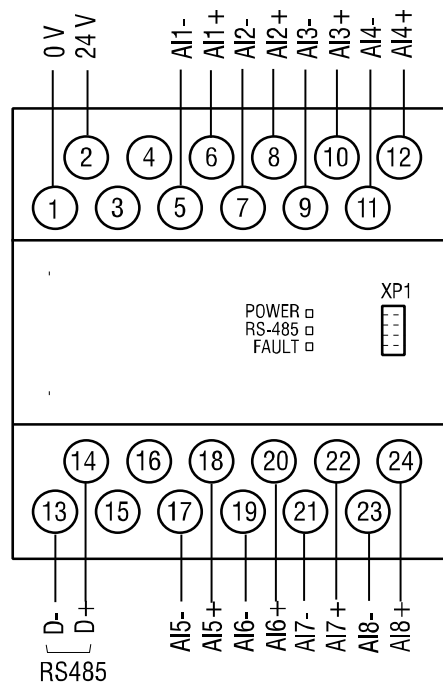 0 V
24 V
AI1-
AI1+
AI2-
AI2+
AI3-
AI3+
AI4-
AI4+
2 4 6 8 10 12
1 3 5 7 9 11
XP1
POWER
RS-485
FAULT
14 16 18 20 22 24
13 15 17 19 21 23
D-
D+
AI5-
AI5+
AI6-
AI6+
AI7-
AI7+
AI8-
AI8+
RS485